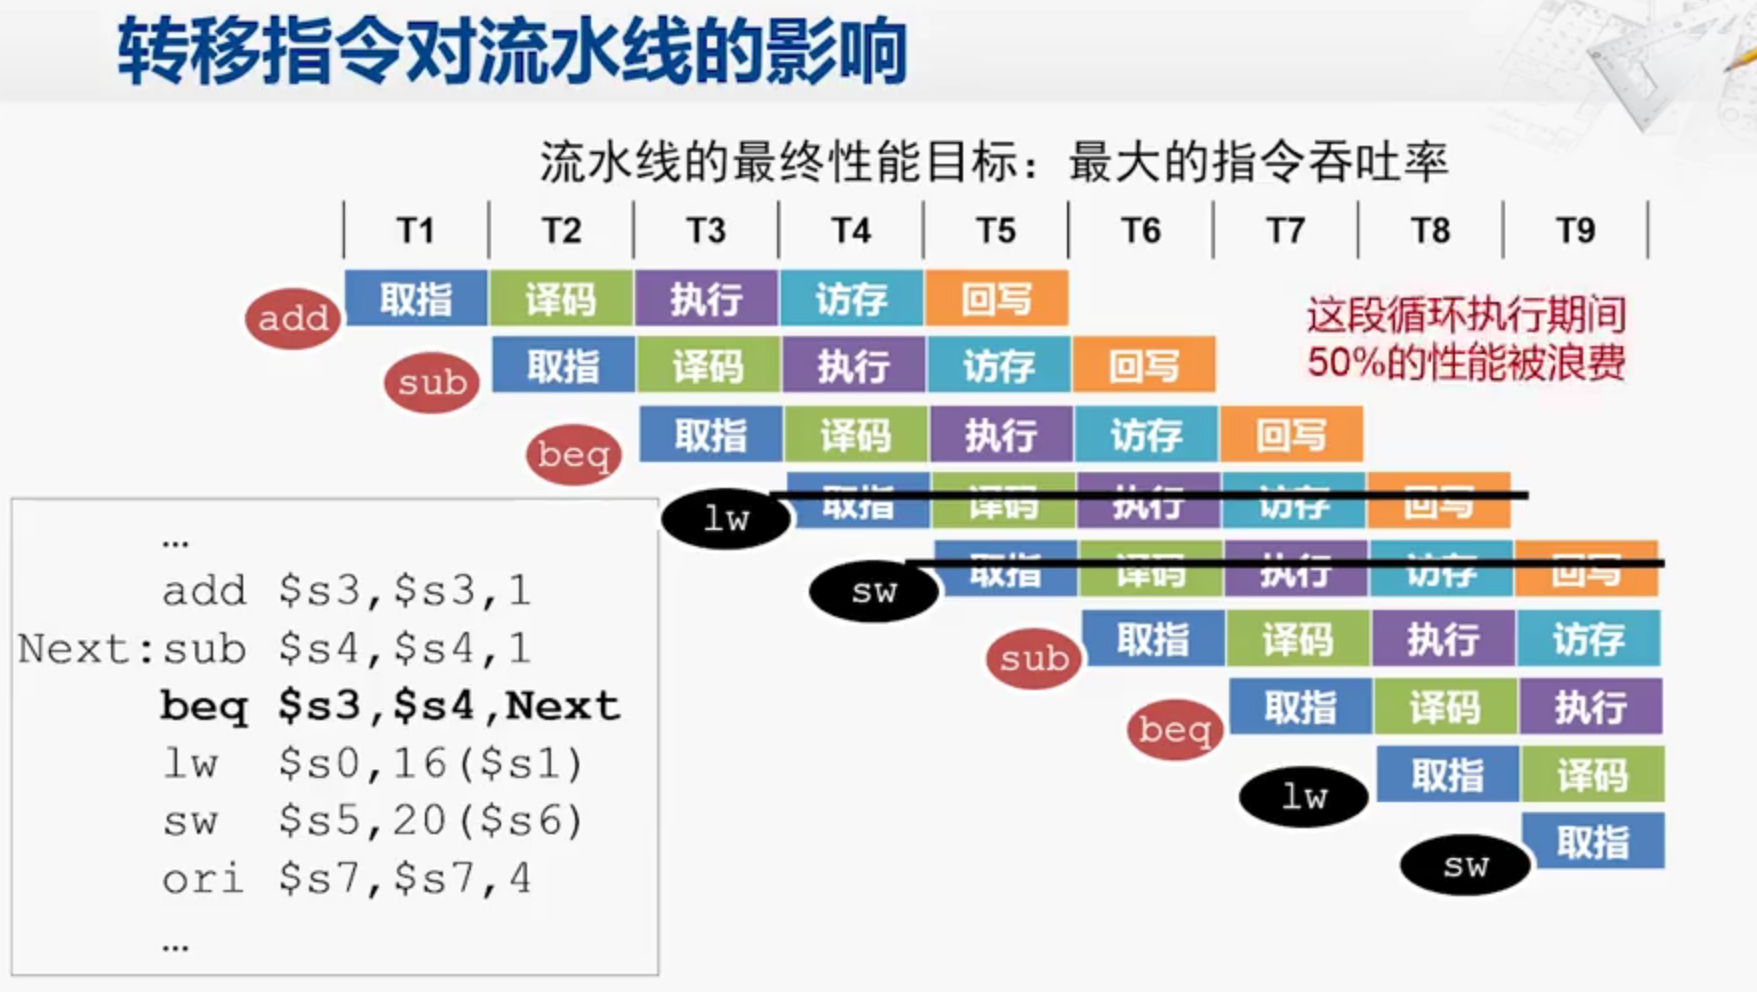 转移指令对流水线的影响
流水线的最终性能目标：最大的指令吞吐率
T1 T2 T3 T4 T5 T6 T7 T8 T9
add 取指 译码 执行 访存 回写
这段循环执行期间
50%的性能被浪费
sub 取指 译码 执行 访存 回写
beq 取指 译码 执行 访存 回写
lw 取指 译码 执行 访存 回写
sw 取指 译码 执行 访存 回写
sub 取指 译码 执行 访存
beq 取指 译码 执行
lw 取指 译码
sw 取指
…
add $s3,$s3,1
Next:sub $s4,$s4,1
beq $s3,$s4,Next
lw $s0,16($s1)
sw $s5,20($s6)
ori $s7,$s7,4
…